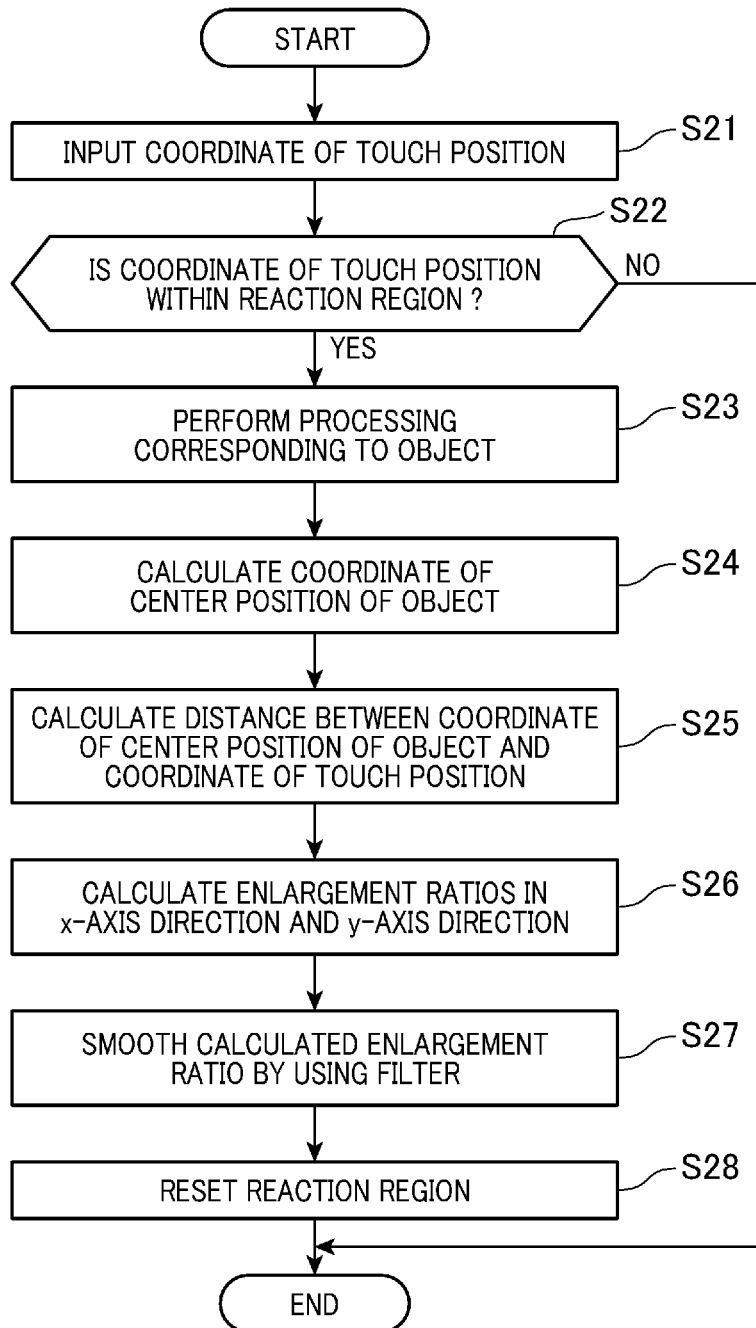 START
S21
INPUT COORDINATE OF TOUCH POSITION
S22
IS COORDINATE OF TOUCH POSITION
WITHIN REACTION REGION ?
NO
YES
S23
PERFORM PROCESSING
CORRESPONDING TO OBJECT
S24
CALCULATE COORDINATE OF
CENTER POSITION OF OBJECT
S25
CALCULATE DISTANCE BETWEEN COORDINATE
OF CENTER POSITION OF OBJECT AND
COORDINATE OF TOUCH POSITION
S26
CALCULATE ENLARGEMENT RATIOS IN
x-AXIS DIRECTION AND y-AXIS DIRECTION
S27
SMOOTH CALCULATED ENLARGEMENT
RATIO BY USING FILTER
S28
RESET REACTION REGION
END